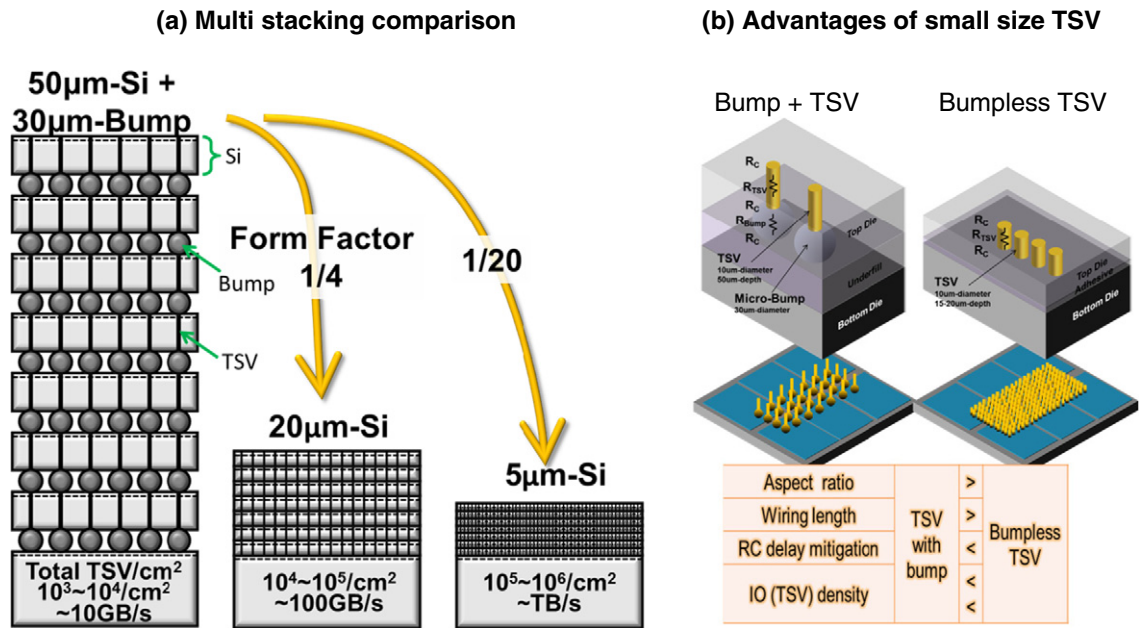 (a) Multi stacking comparison
50µm-Si +
30µm-Bump
Si
Bump
TSV
Form Factor
1/4
1/20
20µm-Si
5µm-Si
Total TSV/cm²
10³~10⁴/cm²
~10GB/s
10⁴~10⁵/cm²
~100GB/s
10⁵~10⁶/cm²
~TB/s
(b) Advantages of small size TSV
Bump + TSV
RC
RTSV
RC
RBump
RC
TSV
10um-diameter
50um-depth
Micro-Bump
30um-diameter
Top Die
Underfill
Bottom Die
Bumpless TSV
RC
RTSV
RC
TSV
10um-diameter
15-20um-depth
Top Die
Adhesive
Bottom Die
Aspect ratio
>
Wiring length
>
RC delay mitigation
<
IO (TSV) density
<
<
TSV
with
bump
Bumpless
TSV